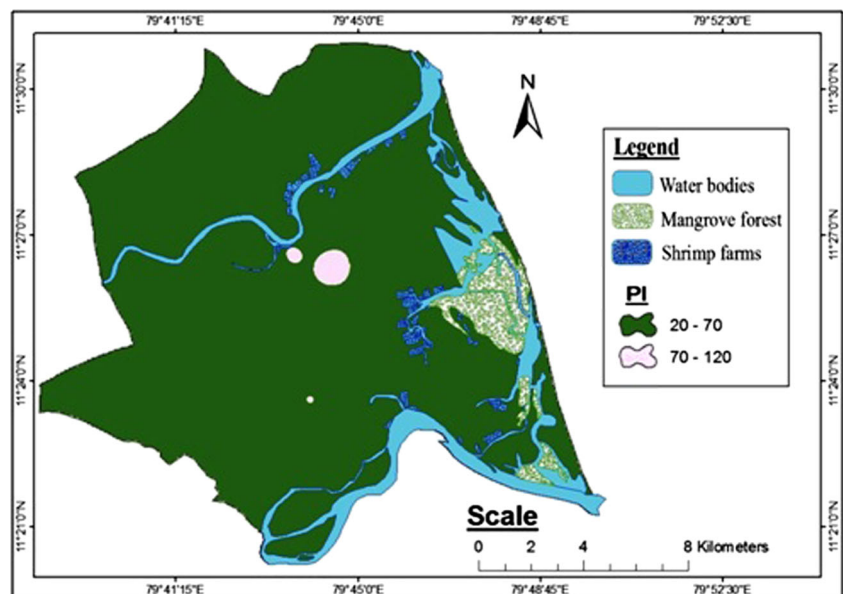 79°41'15"E 79°45'0"E 79°48'45"E 79°52'30"E
11°30'0"N
11°27'0"N
11°24'0"N
11°21'0"N
N
Legend
Water bodies
Mangrove forest
Shrimp farms
PI
20 - 70
70 - 120
11°30'0"N
11°27'0"N
11°24'0"N
11°21'0"N
Scale
0 2 4 8 Kilometers
79°41'15"E 79°45'0"E 79°48'45"E 79°52'30"E